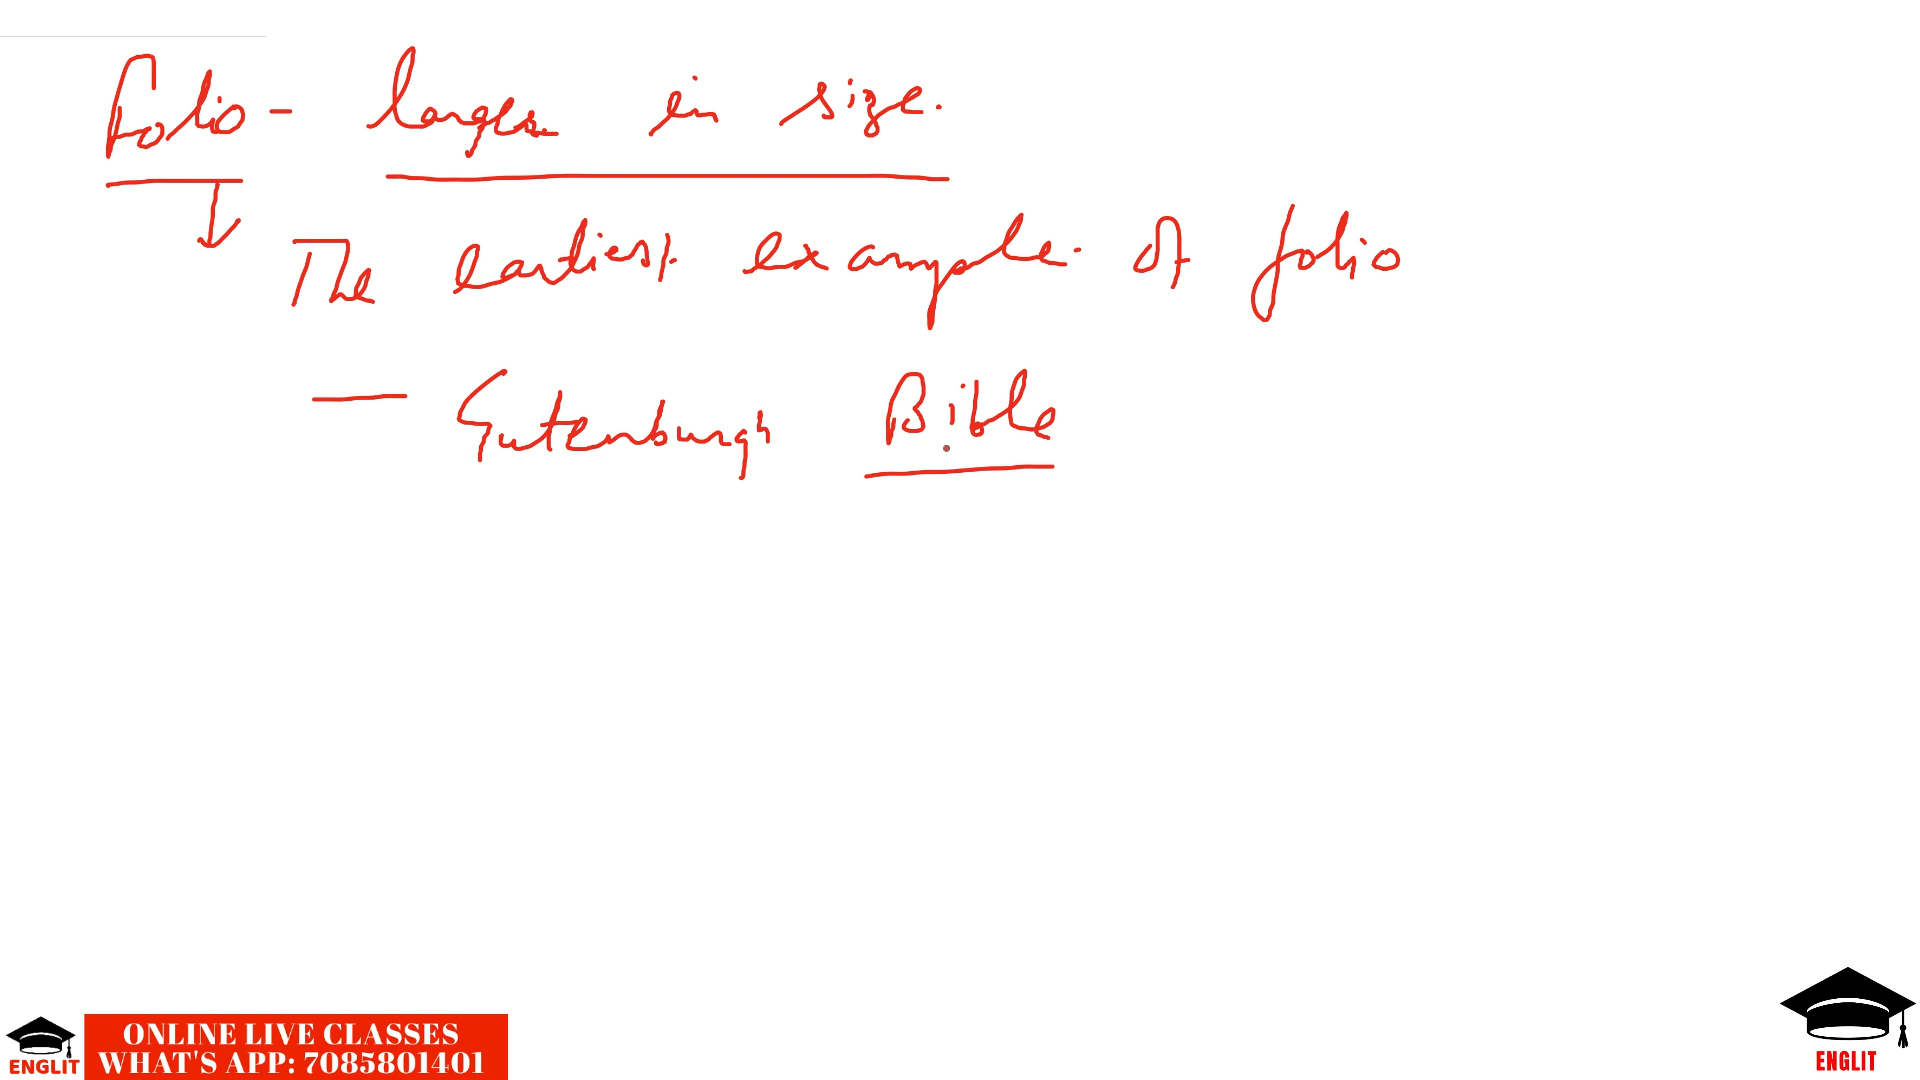 Folio - larger in size.
The earliest example of folio
— Gutenburgh Bible
ONLINE LIVE CLASSES
WHAT'S APP: 7085801401
ENGLIT
ENGLIT